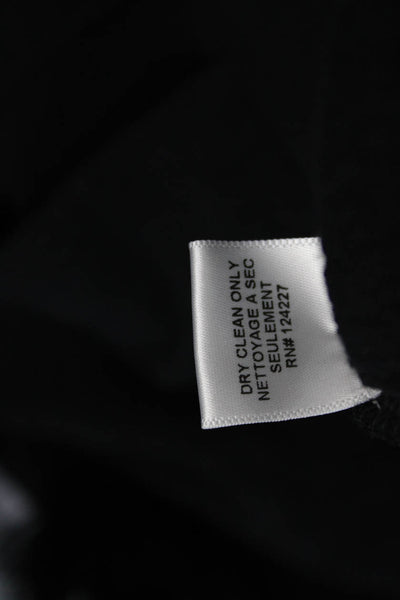 DRY CLEAN ONLY
NETTOYAGE A SEC
SEULEMENT
RN# 124227